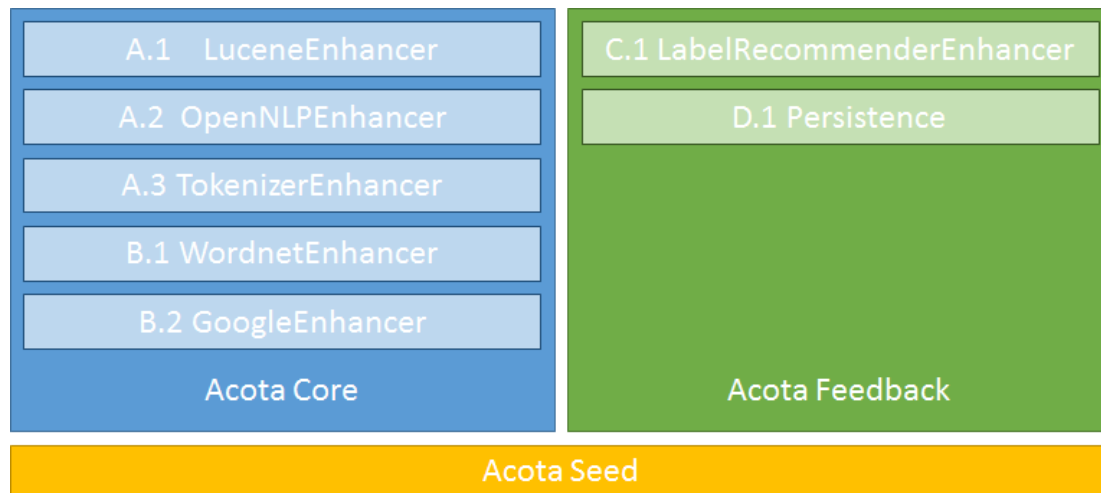 A.1 LuceneEnhancer
A.2 OpenNLPEnhancer
A.3 TokenizerEnhancer
B.1 WordnetEnhancer
B.2 GoogleEnhancer
Acota Core
C.1 LabelRecommenderEnhancer
D.1 Persistence
Acota Feedback
Acota Seed